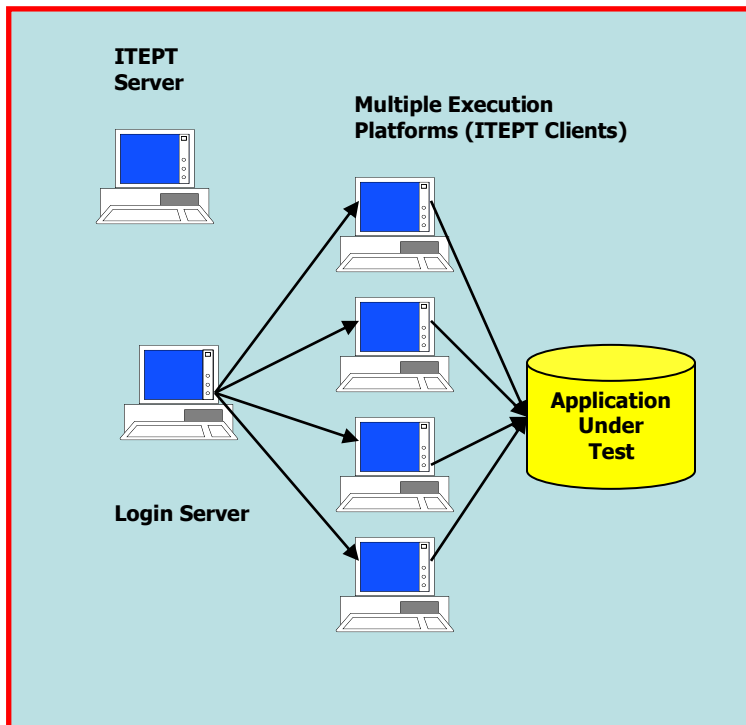 ITEPT
Server
Multiple Execution
Platforms (ITEPT Clients)
Application
Under
Test
Login Server